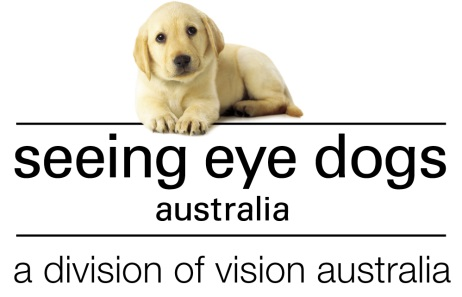 seeing eye dogs
australia
a division of vision australia